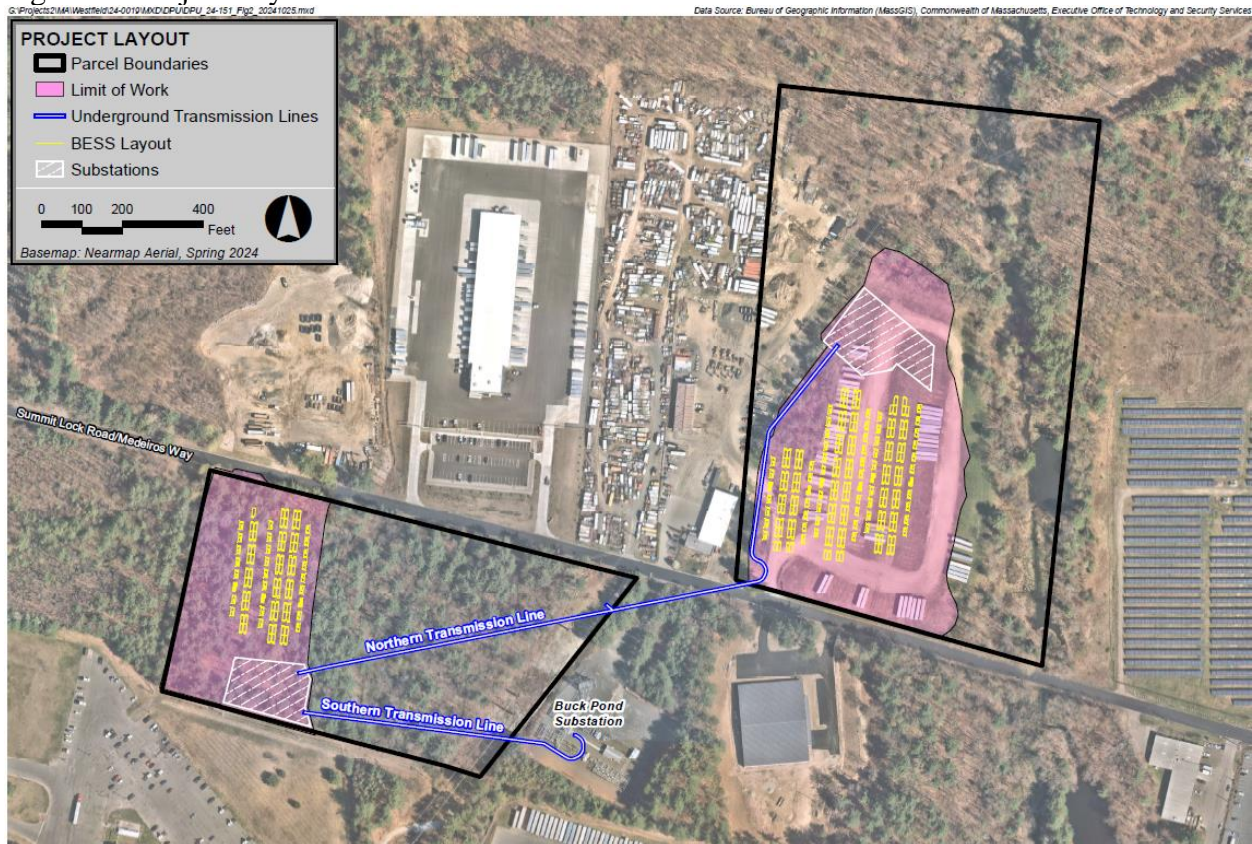 G:\Projects2\MA\Westfield\24-0019\MXD\DPU\DPU_24-151_Fig2_20241025.mxd
Data Source: Bureau of Geographic Information (MassGIS), Commonwealth of Massachusetts, Executive Office of Technology and Security Services
PROJECT LAYOUT
Parcel Boundaries
Limit of Work
Underground Transmission Lines
BESS Layout
Substations
0 100 200 400
Feet
Basemap: Nearmap Aerial, Spring 2024
Summit Lock Road/Medeiros Way
Northern Transmission Line
Southern Transmission Line
Buck Pond
Substation